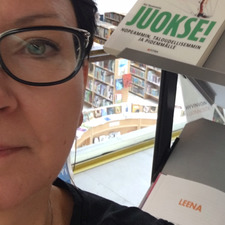 JUOKSE!
NOPEAMMIN, TALOUDELLISEMMIN
JA PIDEMMÄLLE
LEENA